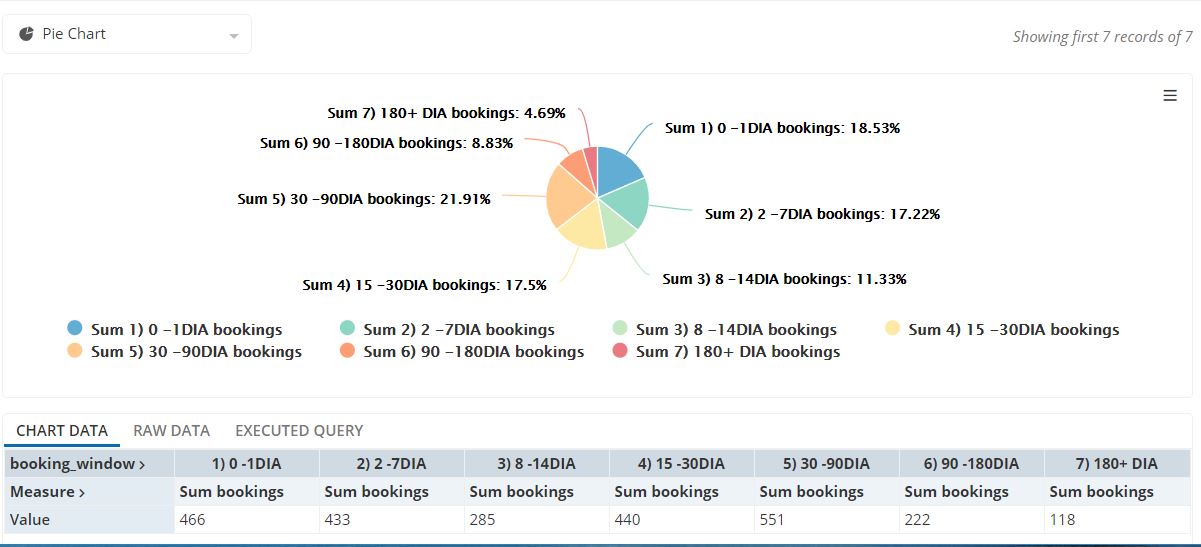 Pie Chart
Showing first 7 records of 7
Sum 7) 180+ DIA bookings: 4.69%
Sum 1) 0 -1DIA bookings: 18.53%
Sum 6) 90 -180DIA bookings: 8.83%
Sum 5) 30 -90DIA bookings: 21.91%
Sum 2) 2 -7DIA bookings: 17.22%
Sum 3) 8 -14DIA bookings: 11.33%
Sum 4) 15 -30DIA bookings: 17.5%
Sum 1) 0 -1DIA bookings Sum 2) 2 -7DIA bookings Sum 3) 8 -14DIA bookings Sum 4) 15 -30DIA bookings
Sum 5) 30 -90DIA bookings Sum 6) 90 -180DIA bookings Sum 7) 180+ DIA bookings
CHART DATA RAW DATA EXECUTED QUERY
booking_window > 1) 0 -1DIA 2) 2 -7DIA 3) 8 -14DIA 4) 15 -30DIA 5) 30 -90DIA 6) 90 -180DIA 7) 180+ DIA
Measure > Sum bookings Sum bookings Sum bookings Sum bookings Sum bookings Sum bookings Sum bookings
Value 466 433 285 440 551 222 118